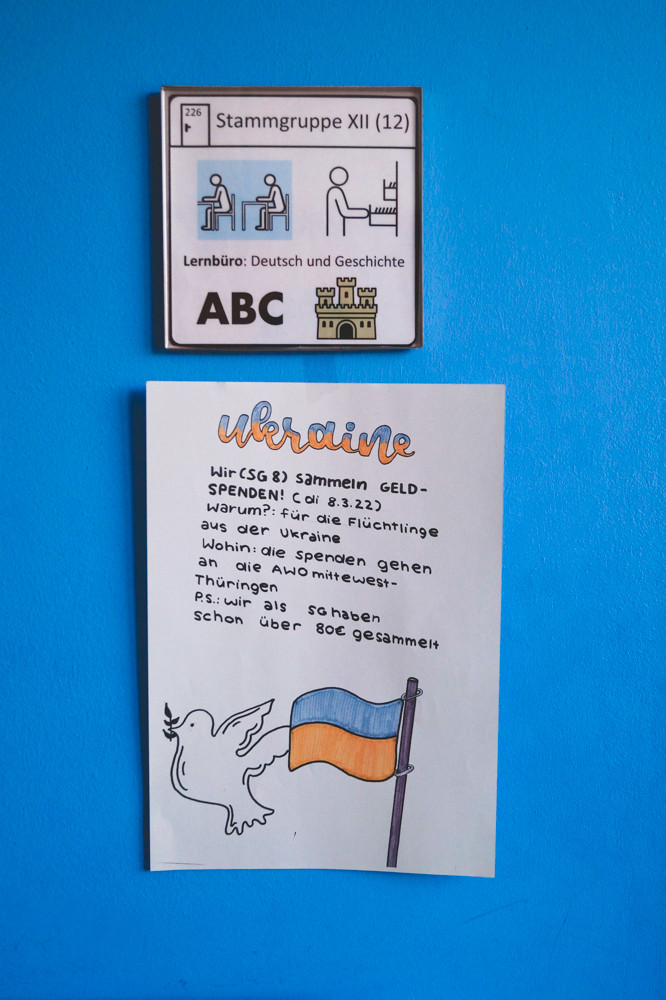 226
Stammgruppe XII (12)
Lernbüro: Deutsch und Geschichte
ABC
ukraine
Wir (SG 8) sammeln GELD-
SPENDEN! (di 8.3.22)
Warum?: für die Flüchtlinge
aus der Ukraine
Wohin: die Spenden gehen
an die AWO mittewest-
Thüringen
P.S.: wir als SG haben
schon über 80€ gesammelt